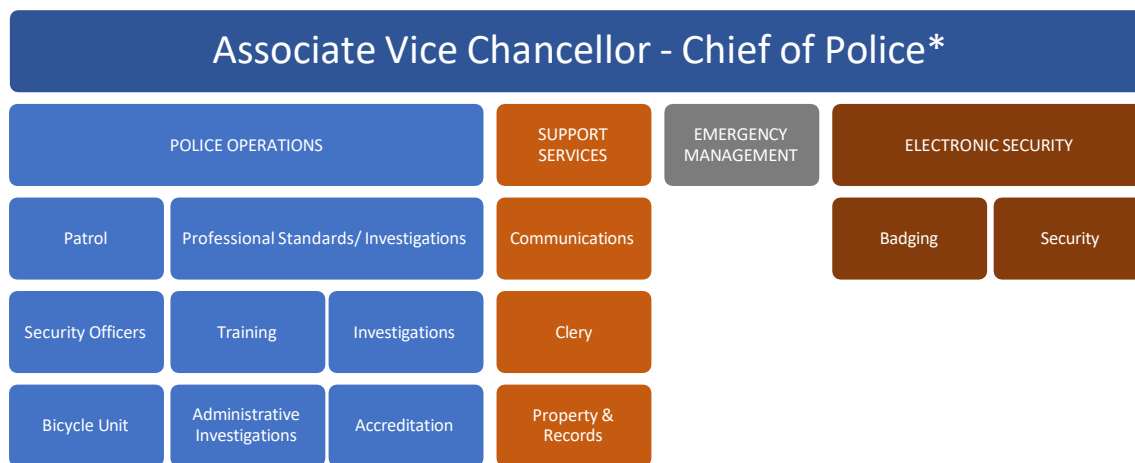 Associate Vice Chancellor - Chief of Police*
POLICE OPERATIONS
SUPPORT
SERVICES
EMERGENCY
MANAGEMENT
ELECTRONIC SECURITY
Patrol
Professional Standards/ Investigations
Communications
Badging
Security
Security Officers
Training
Investigations
Clery
Bicycle Unit
Administrative
Investigations
Accreditation
Property &
Records